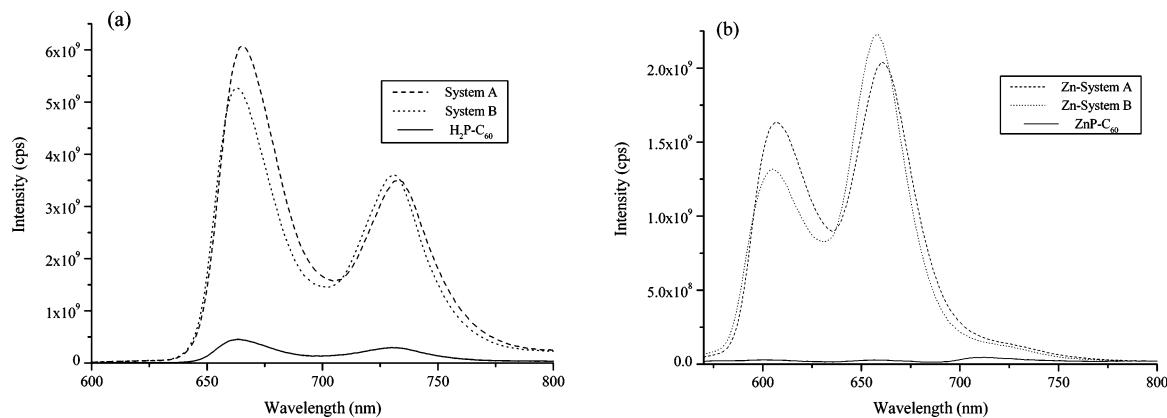 (a)
6x10⁹
5x10⁹
4x10⁹
3x10⁹
2x10⁹
1x10⁹
0
Intensity (cps)
600 650 700 750 800
Wavelength (nm)
System A
System B
H₂P-C₆₀
(b)
2.0x10⁹
1.5x10⁹
1.0x10⁹
5.0x10⁸
0.0
Intensity (cps)
600 650 700 750 800
Wavelength (nm)
Zn-System A
Zn-System B
ZnP-C₆₀